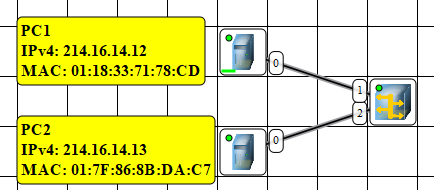 PC1
IPv4: 214.16.14.12
MAC: 01:18:33:71:78:CD
0
1
2
PC2
IPv4: 214.16.14.13
MAC: 01:7F:86:8B:DA:C7
0